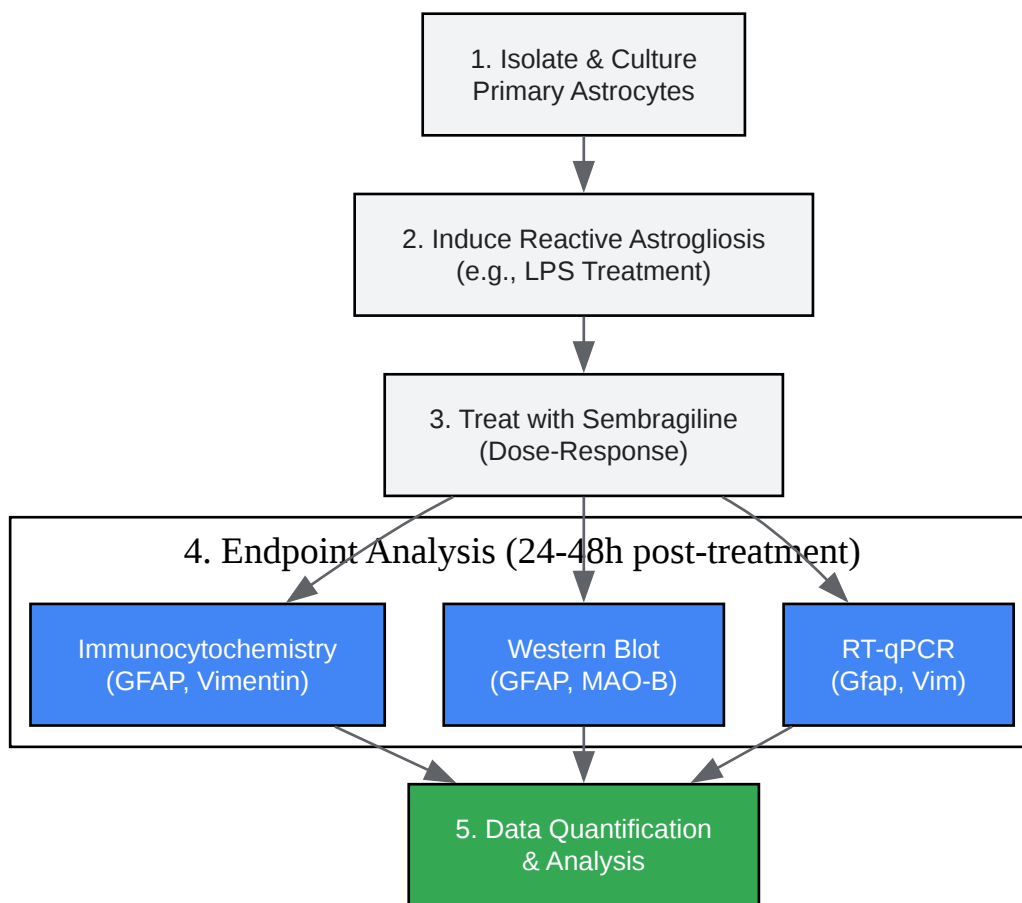 1. Isolate & Culture
Primary Astrocytes
2. Induce Reactive Astrogliosis
(e.g., LPS Treatment)
3. Treat with Sembragiline
(Dose-Response)
4. Endpoint Analysis (24-48h post-treatment)
Immunocytochemistry
(GFAP, Vimentin)
Western Blot
(GFAP, MAO-B)
RT-qPCR
(Gfap, Vim)
5. Data Quantification
& Analysis